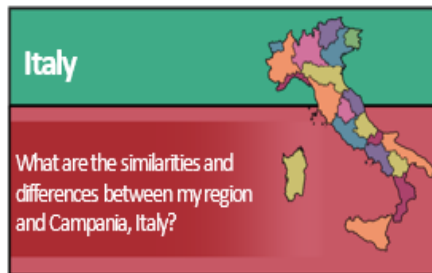 Italy
What are the similarities and
differences between my region
and Campania, Italy?